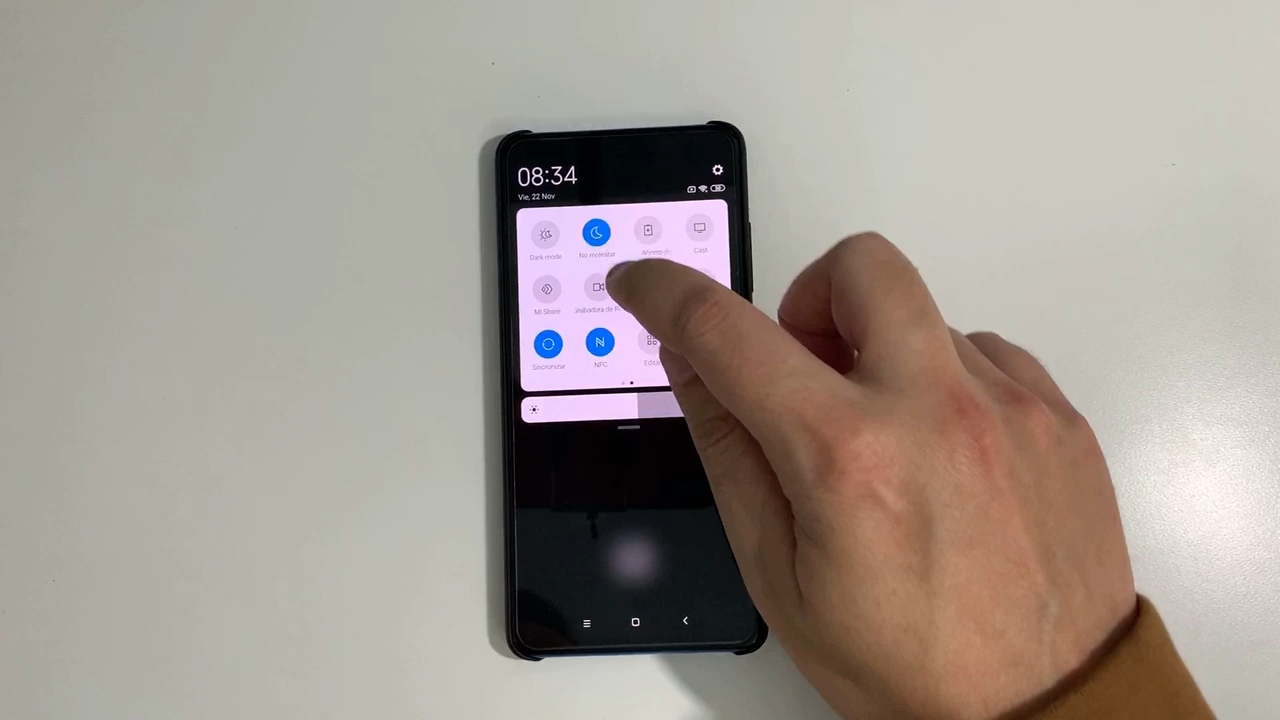 08:34
Vie, 22 Nov
Dark mode
No molestar
Cast
Mi Share
Sincronizar
NFC